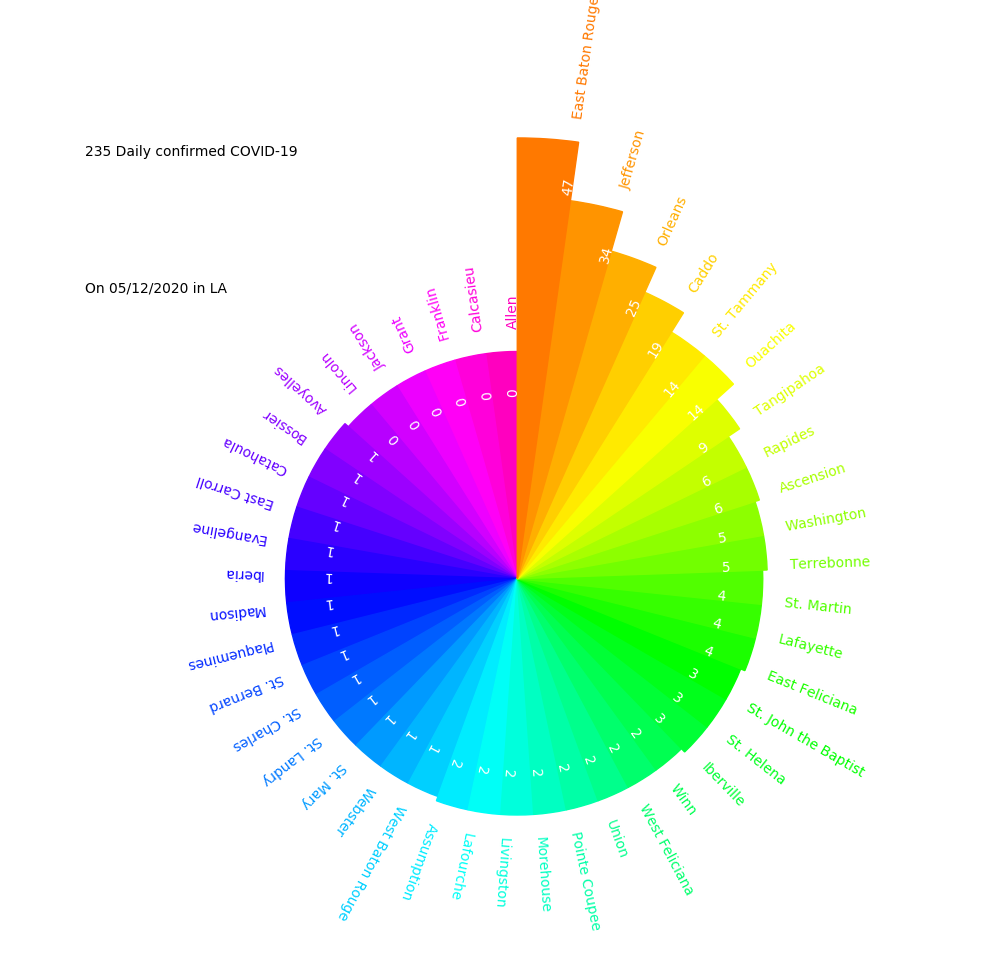 235 Daily confirmed COVID-19
On 05/12/2020 in LA
East Baton Rouge
47
Jefferson
34
Orleans
25
Caddo
19
St. Tammany
14
Ouachita
14
Tangipahoa
9
Rapides
6
Ascension
6
Washington
5
Terrebonne
5
St. Martin
4
Lafayette
4
East Feliciana
4
St. John the Baptist
3
St. Helena
3
Iberville
3
Winn
2
West Feliciana
2
Union
2
Pointe Coupee
2
Morehouse
2
Livingston
2
Lafourche
2
Assumption
2
West Baton Rouge
1
Webster
1
St. Mary
1
St. Landry
1
St. Charles
1
St. Bernard
1
Plaquemines
1
Madison
1
Iberia
1
Evangeline
1
East Carroll
1
Catahoula
1
Bossier
1
Avoyelles
1
Lincoln
0
Jackson
0
Grant
0
Franklin
0
Calcasieu
0
Allen
0